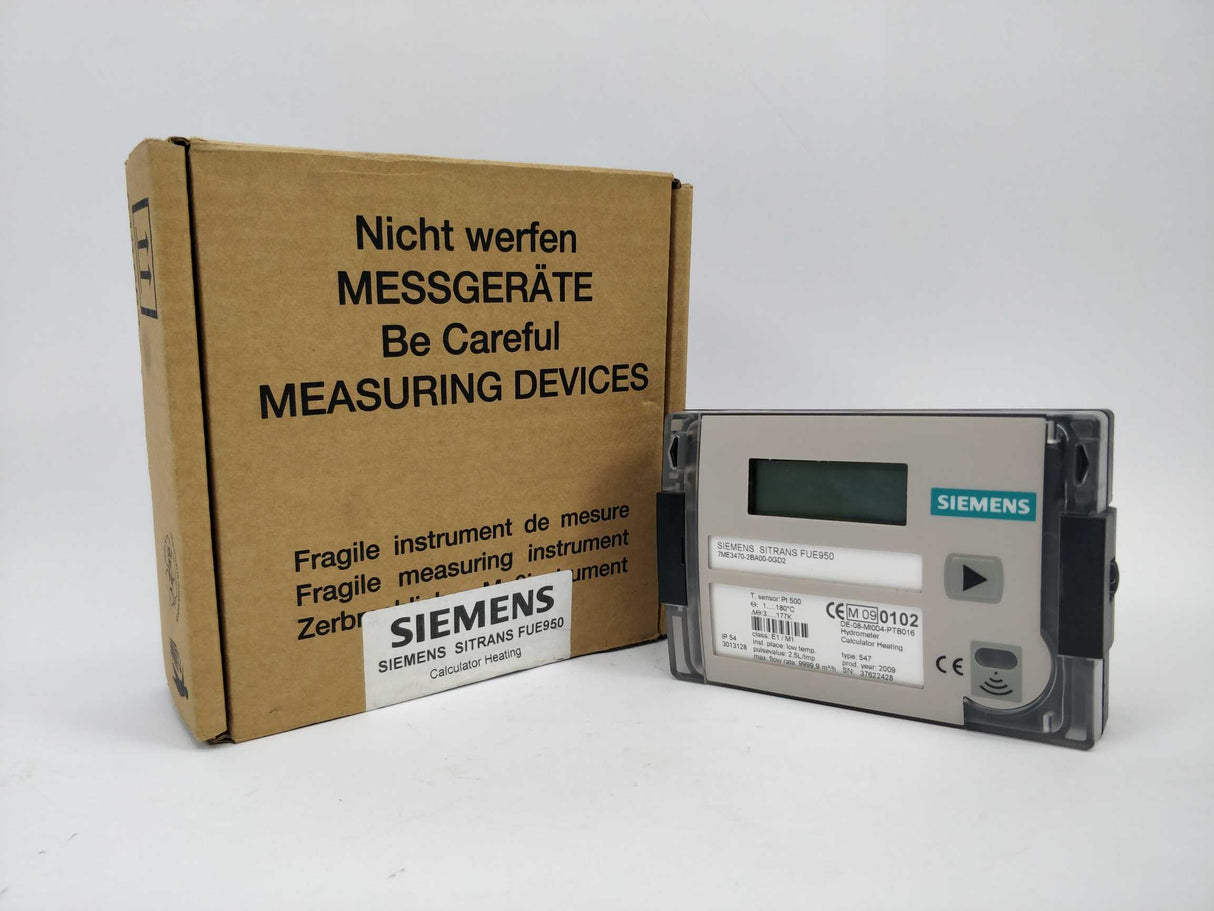 Nicht werfen
MESSGERÄTE
Be Careful
MEASURING DEVICES
Fragile instrument de mesure
Fragile measuring instrument
Zerbr
SIEMENS
SIEMENS SITRANS FUE950
Calculator Heating
SIEMENS
SIEMENS SITRANS FUE950
7ME3470-2BA00-0GD2
T. sensor: Pt 500
Θ: 1....180°C
ΔΘ:3....177K
class: E1 / M1
inst. place: low temp.
pulsevalue: 2,5L/Imp
max. flow rate: 9999,9 m³/h
IP 54
3013128
CE M 09 0102
DE-08-MI004-PTB016
Hydrometer
Calculator Heating
type: 547
prod. year: 2009
SN.: 37622428
CE